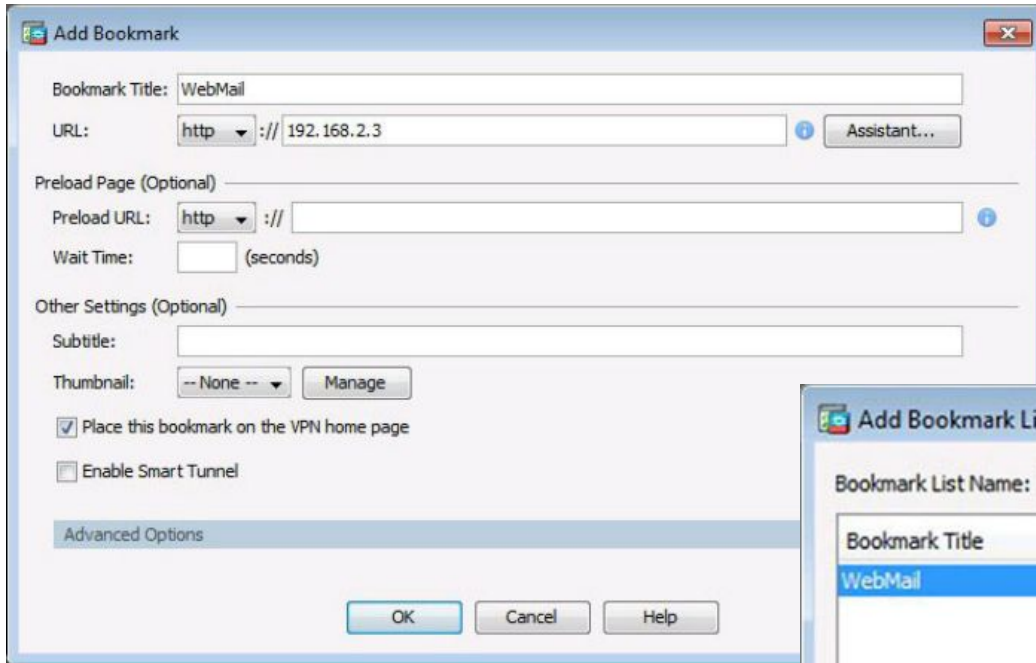 Add Bookmark
Bookmark Title: WebMail
URL: http :// 192.168.2.3 Assistant...
Preload Page (Optional)
Preload URL: http ://
Wait Time: (seconds)
Other Settings (Optional)
Subtitle:
Thumbnail: -- None -- Manage
Place this bookmark on the VPN home page
Enable Smart Tunnel
Advanced Options
OK Cancel Help
Add Bookmark Li
Bookmark List Name:
Bookmark Title
WebMail